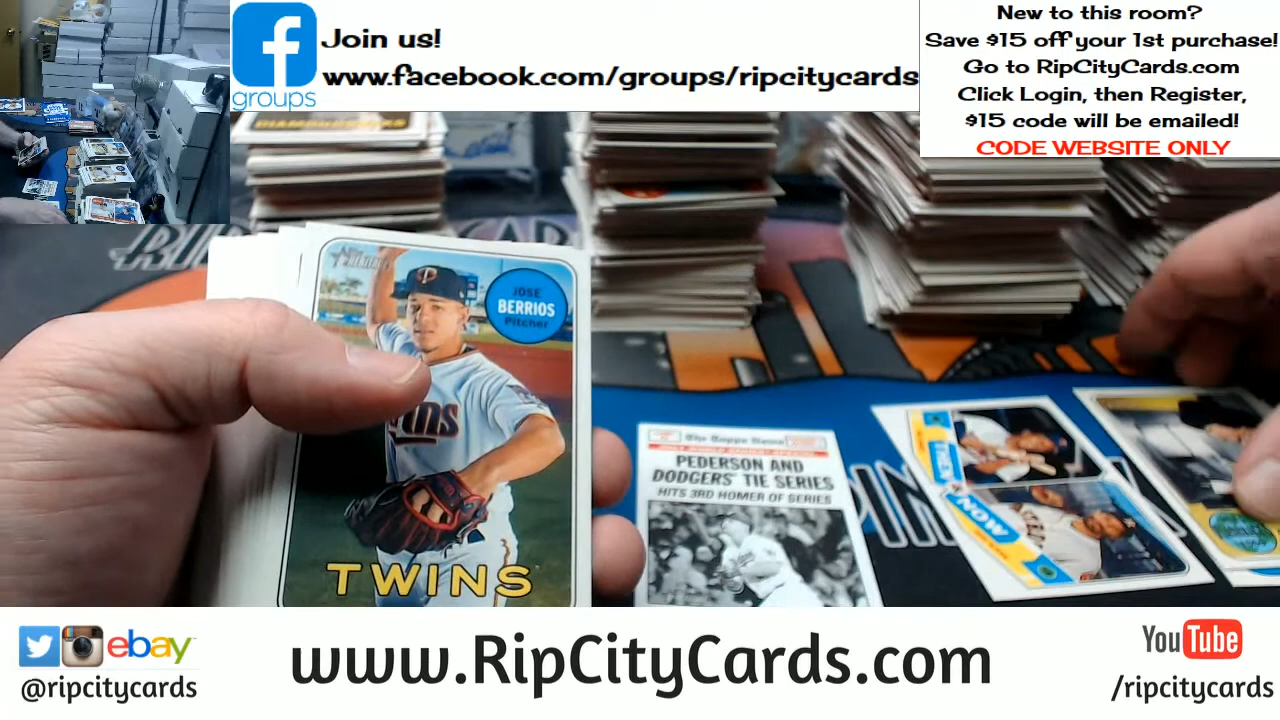 Join us!
www.facebook.com/groups/ripcitycards
groups
New to this room?
Save $15 off your 1st purchase!
Go to RipCityCards.com
Click Login, then Register,
$15 code will be emailed!
CODE WEBSITE ONLY
DIAMONDBACKS
Heritage
JOSE
BERRIOS
Pitcher
TWINS
PEDERSON AND
DODGERS' TIE SERIES
HITS 3RD HOMER OF SERIES
ebay
@ripcitycards
www.RipCityCards.com
YouTube
/ripcitycards